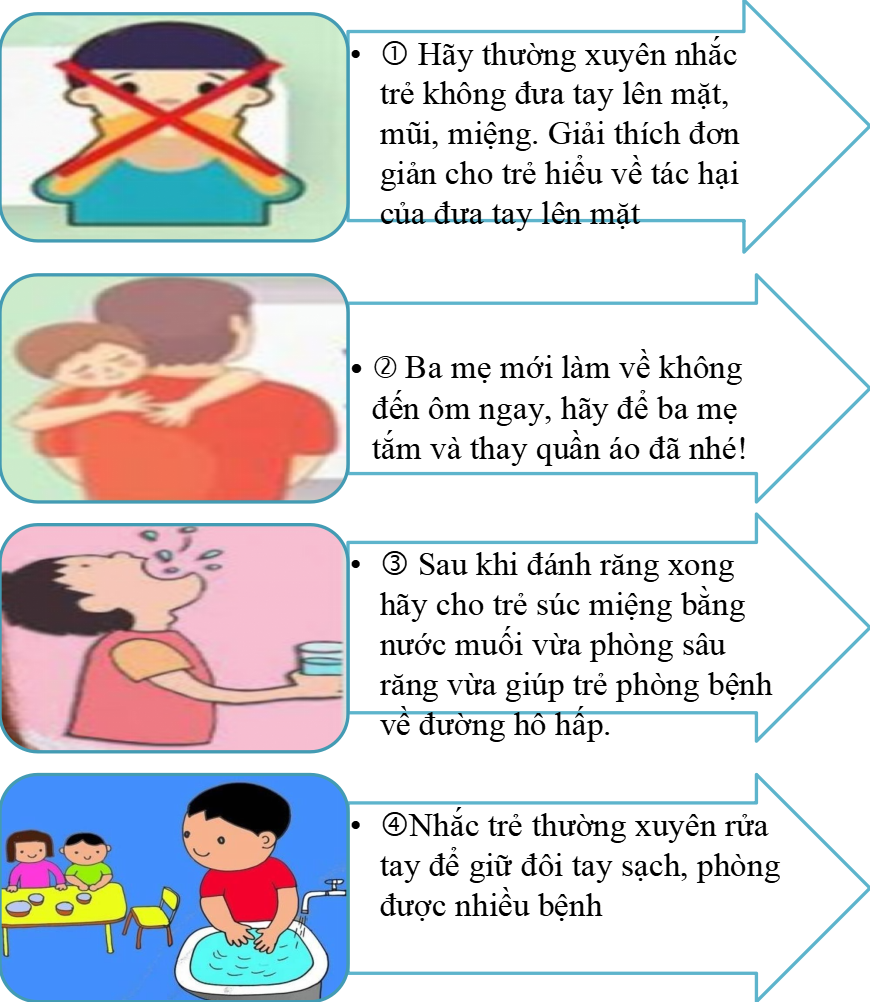 • ① Hãy thường xuyên nhắc
trẻ không đưa tay lên mặt,
mũi, miệng. Giải thích đơn
giản cho trẻ hiểu về tác hại
của đưa tay lên mặt
• ② Ba mẹ mới làm về không
đến ôm ngay, hãy để ba mẹ
tắm và thay quần áo đã nhé!
• ③ Sau khi đánh răng xong
hãy cho trẻ súc miệng bằng
nước muối vừa phòng sâu
răng vừa giúp trẻ phòng bệnh
về đường hô hấp.
• ④Nhắc trẻ thường xuyên rửa
tay để giữ đôi tay sạch, phòng
được nhiều bệnh